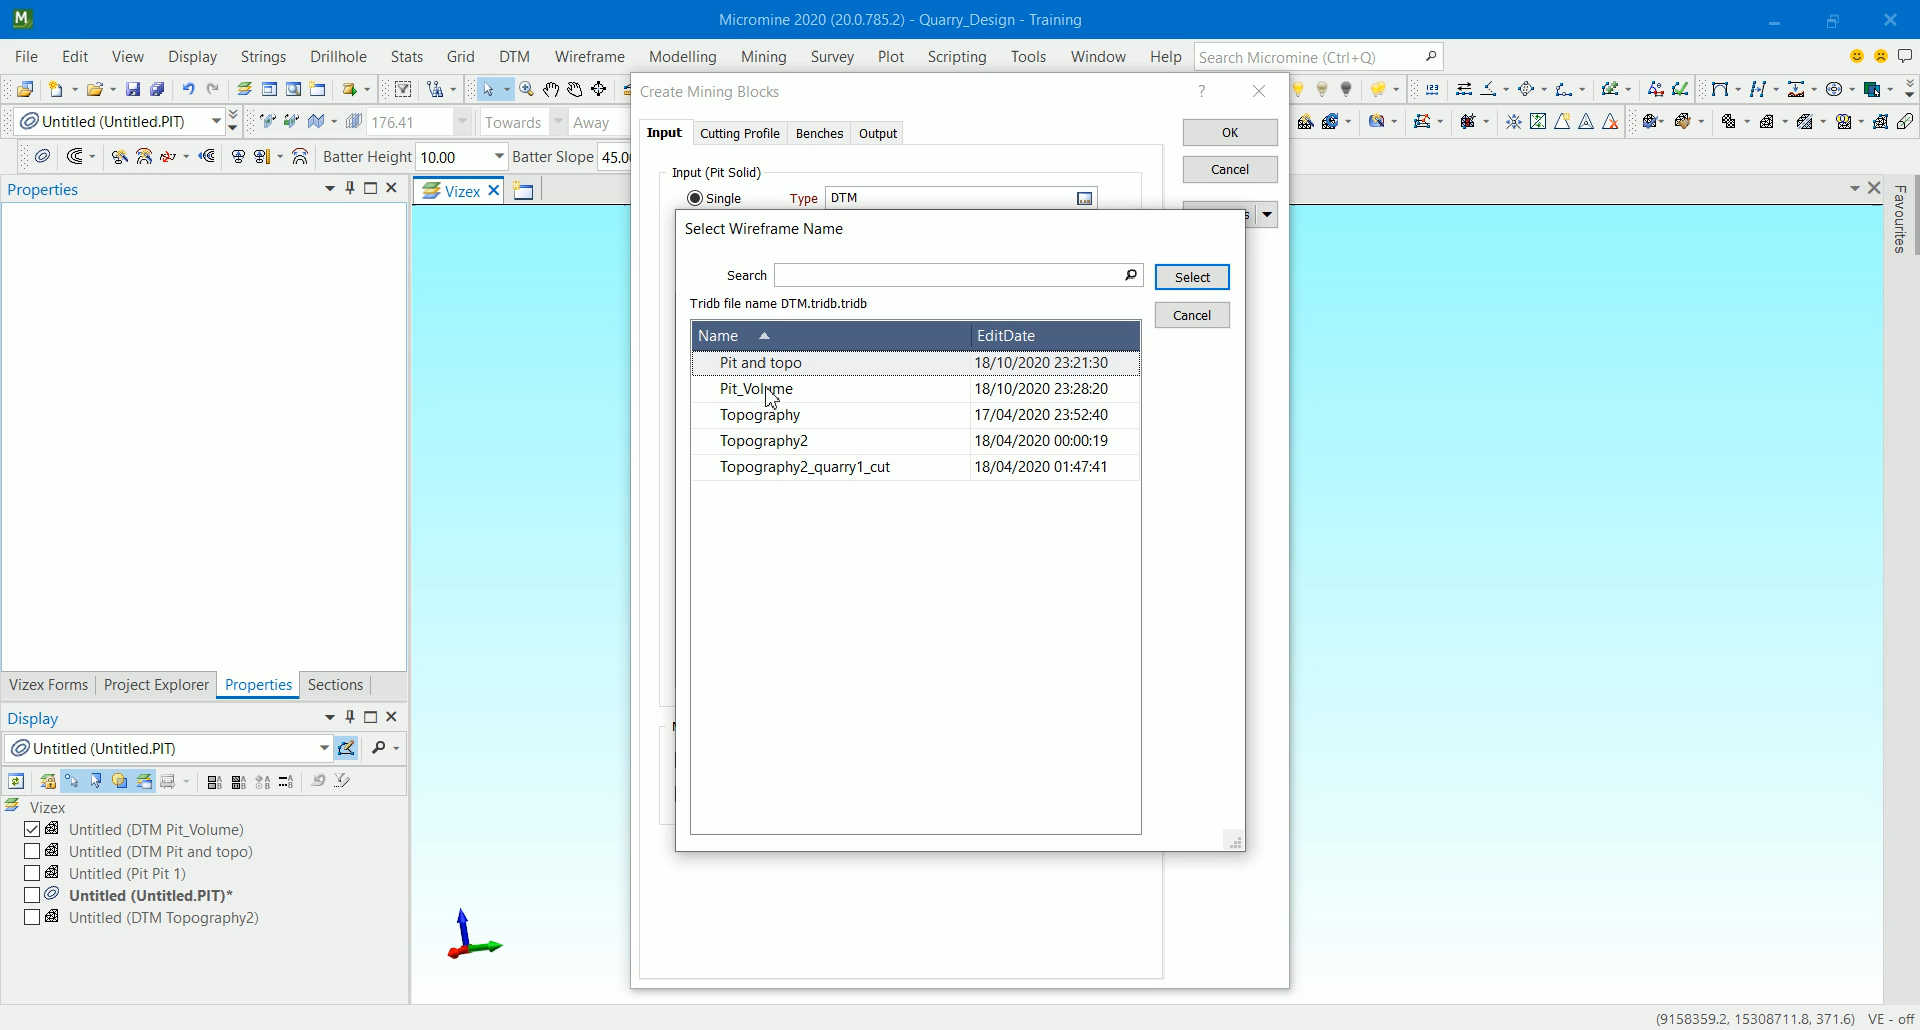 Micromine 2020 (20.0.785.2) - Quarry_Design - Training
File Edit View Display Strings Drillhole Stats Grid DTM Wireframe Modelling Mining Survey Plot Scripting Tools Window Help Search Micromine (Ctrl+Q)
Create Mining Blocks ?
Untitled (Untitled.PIT) 176.41 Towards Away
Input Cutting Profile Benches Output OK
Batter Height 10.00 Batter Slope 45.0
Cancel
Input (Pit Solid)
Properties
Vizex
Single Type DTM
Favourites
Select Wireframe Name
Search Select
Tridb file name DTM.tridb.tridb
Cancel
Name EditDate
Pit and topo 18/10/2020 23:21:30
Pit_Volume 18/10/2020 23:28:20
Topography 17/04/2020 23:52:40
Topography2 18/04/2020 00:00:19
Topography2_quarry1_cut 18/04/2020 01:47:41
Vizex Forms Project Explorer Properties Sections
Display
Untitled (Untitled.PIT)
Vizex
Untitled (DTM Pit_Volume)
Untitled (DTM Pit and topo)
Untitled (Pit Pit 1)
Untitled (Untitled.PIT)*
Untitled (DTM Topography2)
(9158359.2, 15308711.8, 371.6) VE - off